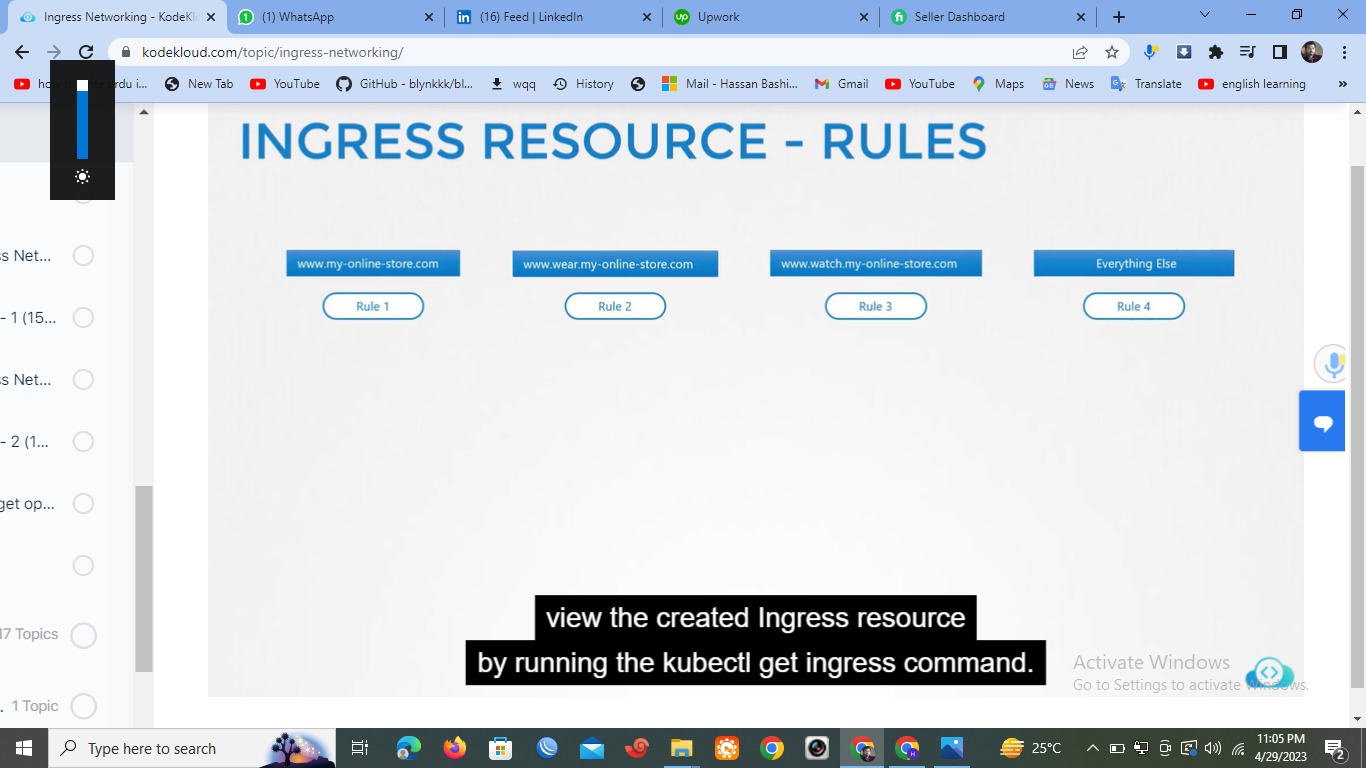 Ingress Networking - KodeKl
(1) WhatsApp
(16) Feed | LinkedIn
Upwork
Seller Dashboard
kodekloud.com/topic/ingress-networking/
New Tab
YouTube
GitHub - blynkkk/bl...
wqq
History
Mail - Hassan Bashi...
Gmail
YouTube
Maps
News
Translate
english learning
INGRESS RESOURCE - RULES
www.my-online-store.com
www.wear.my-online-store.com
www.watch.my-online-store.com
Everything Else
Rule 1
Rule 2
Rule 3
Rule 4
s Net...
- 1 (15...
ss Net...
- 2 (1...
get op...
17 Topics
. 1 Topic
view the created Ingress resource
by running the kubectl get ingress command.
Activate Windows
Go to Settings to activate Windows.
Type here to search
25°C
11:05 PM
4/29/2023
2